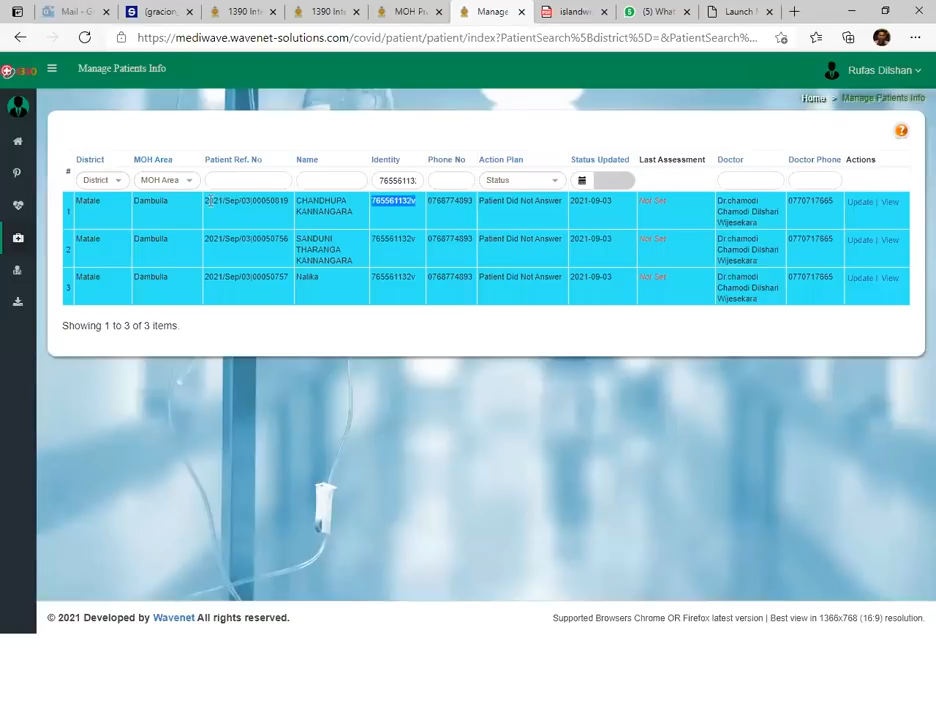 Mail - G
(gracion
1390 Inte
1390 Inte
MOH Pr
Manage
islandwi
(5) What
Launch M
https://mediwave.wavenet-solutions.com/covid/patient/patient/index?PatientSearch%5Bdistrict%5D=&PatientSearch%...
1390
Manage Patients Info
Rufas Dilshan
Home > Manage Patients Info
# District MOH Area Patient Ref. No Name Identity Phone No Action Plan Status Updated Last Assessment Doctor Doctor Phone Actions
District MOH Area 76556113 Status
1 Matale Dambulla 2021/Sep/03|00050819 CHANDHUPA KANNANGARA 765561132v 0768774893 Patient Did Not Answer 2021-09-03 Not Set Dr.chamodi Chamodi Dilshari Wijesekara 0770717665 Update | View
2 Matale Dambulla 2021/Sep/03|00050756 SANDUNI THARANGA KANNANGARA 765561132v 0768774893 Patient Did Not Answer 2021-09-03 Not Set Dr.chamodi Chamodi Dilshari Wijesekara 0770717665 Update | View
3 Matale Dambulla 2021/Sep/03|00050757 Nalika 765561132v 0768774893 Patient Did Not Answer 2021-09-03 Not Set Dr.chamodi Chamodi Dilshari Wijesekara 0770717665 Update | View
Showing 1 to 3 of 3 items.
© 2021 Developed by Wavenet All rights reserved.
Supported Browsers Chrome OR Firefox latest version | Best view in 1366x768 (16:9) resolution.